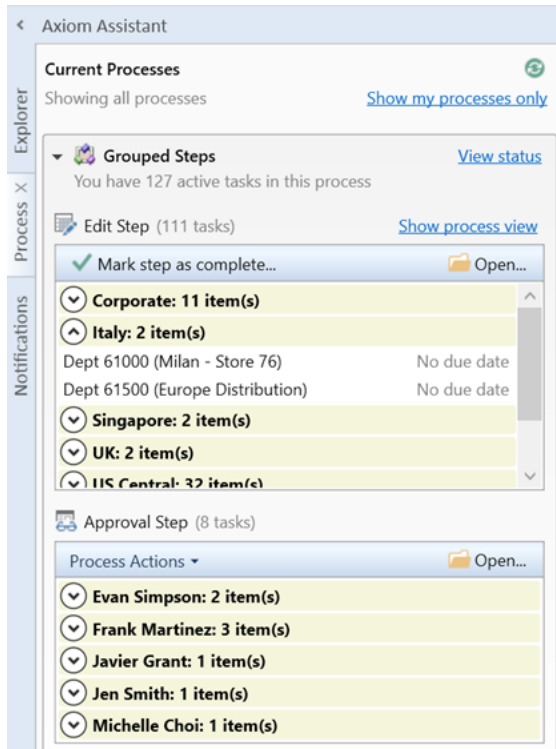 Axiom Assistant
Current Processes
Showing all processes Show my processes only
Explorer
Process
Notifications
Grouped Steps View status
You have 127 active tasks in this process
Edit Step (111 tasks) Show process view
Mark step as complete... Open...
Corporate: 11 item(s)
Italy: 2 item(s)
Dept 61000 (Milan - Store 76) No due date
Dept 61500 (Europe Distribution) No due date
Singapore: 2 item(s)
UK: 2 item(s)
US Central: 32 item(s)
Approval Step (8 tasks)
Process Actions Open...
Evan Simpson: 2 item(s)
Frank Martinez: 3 item(s)
Javier Grant: 1 item(s)
Jen Smith: 1 item(s)
Michelle Choi: 1 item(s)